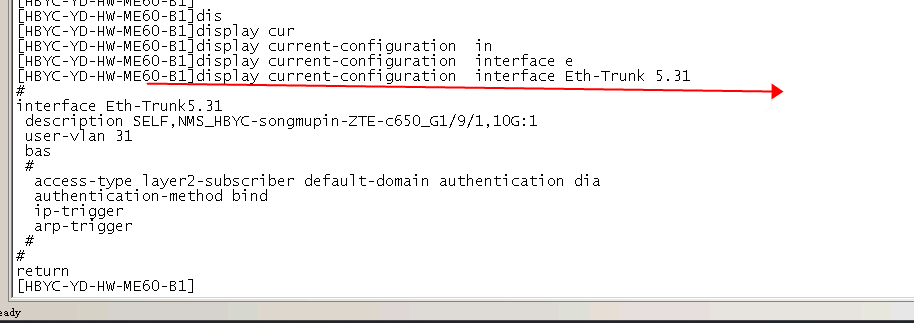 [HBYC-YD-HW-ME60-B1]
[HBYC-YD-HW-ME60-B1]dis
[HBYC-YD-HW-ME60-B1]display cur
[HBYC-YD-HW-ME60-B1]display current-configuration  in
[HBYC-YD-HW-ME60-B1]display current-configuration  interface e
[HBYC-YD-HW-ME60-B1]display current-configuration  interface Eth-Trunk 5.31
#
interface Eth-Trunk5.31
 description SELF,NMS_HBYC-songmupin-ZTE-c650_G1/9/1,10G:1
 user-vlan 31
 bas
 #
  access-type layer2-subscriber default-domain authentication dia
  authentication-method bind
  ip-trigger
  arp-trigger
 #
#
return
[HBYC-YD-HW-ME60-B1]
eady